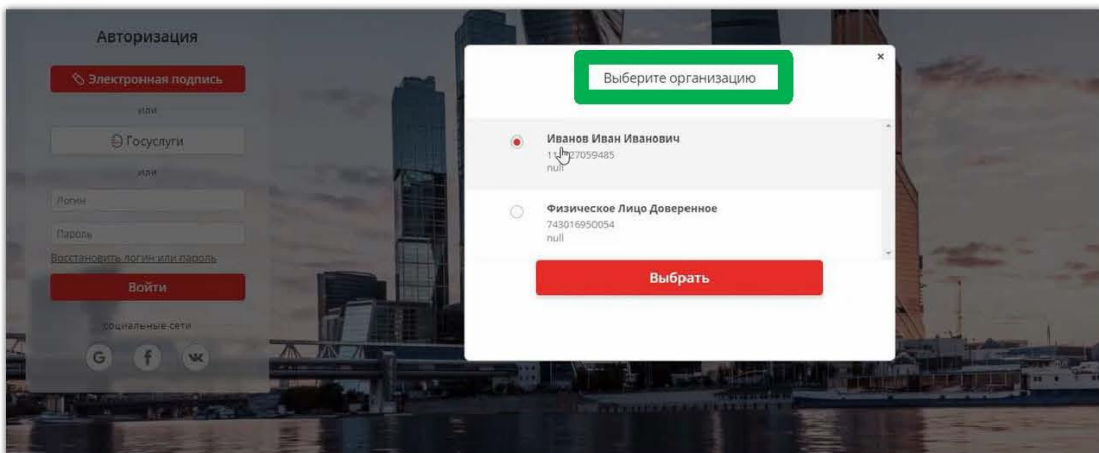 Авторизация
Электронная подпись
или
Госуслуги
или
Логин
Пароль
Восстановить логин или пароль
Войти
социальные сети
G f
×
Выберите организацию
Иванов Иван Иванович
null
Физическое Лицо Доверенное
743016950054
null
Выбрать